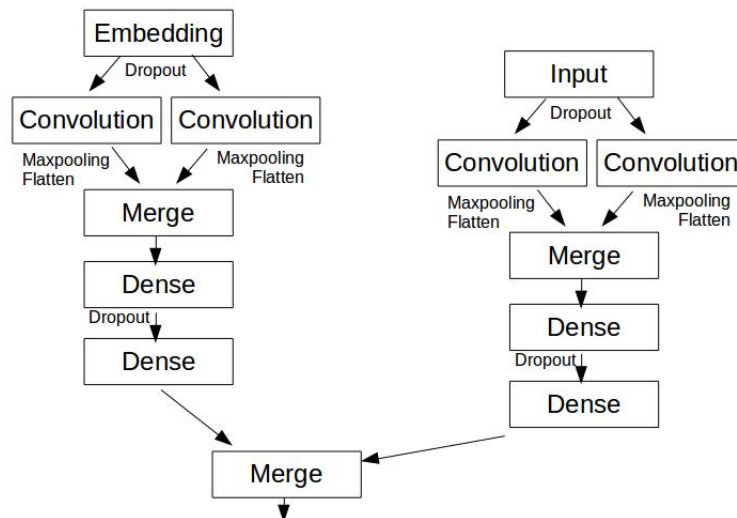 Embedding
Dropout
Convolution
Convolution
Maxpooling
Flatten
Maxpooling
Flatten
Merge
Dense
Dropout
Dense
Input
Dropout
Convolution
Convolution
Maxpooling
Flatten
Maxpooling
Flatten
Merge
Dense
Dropout
Dense
Merge